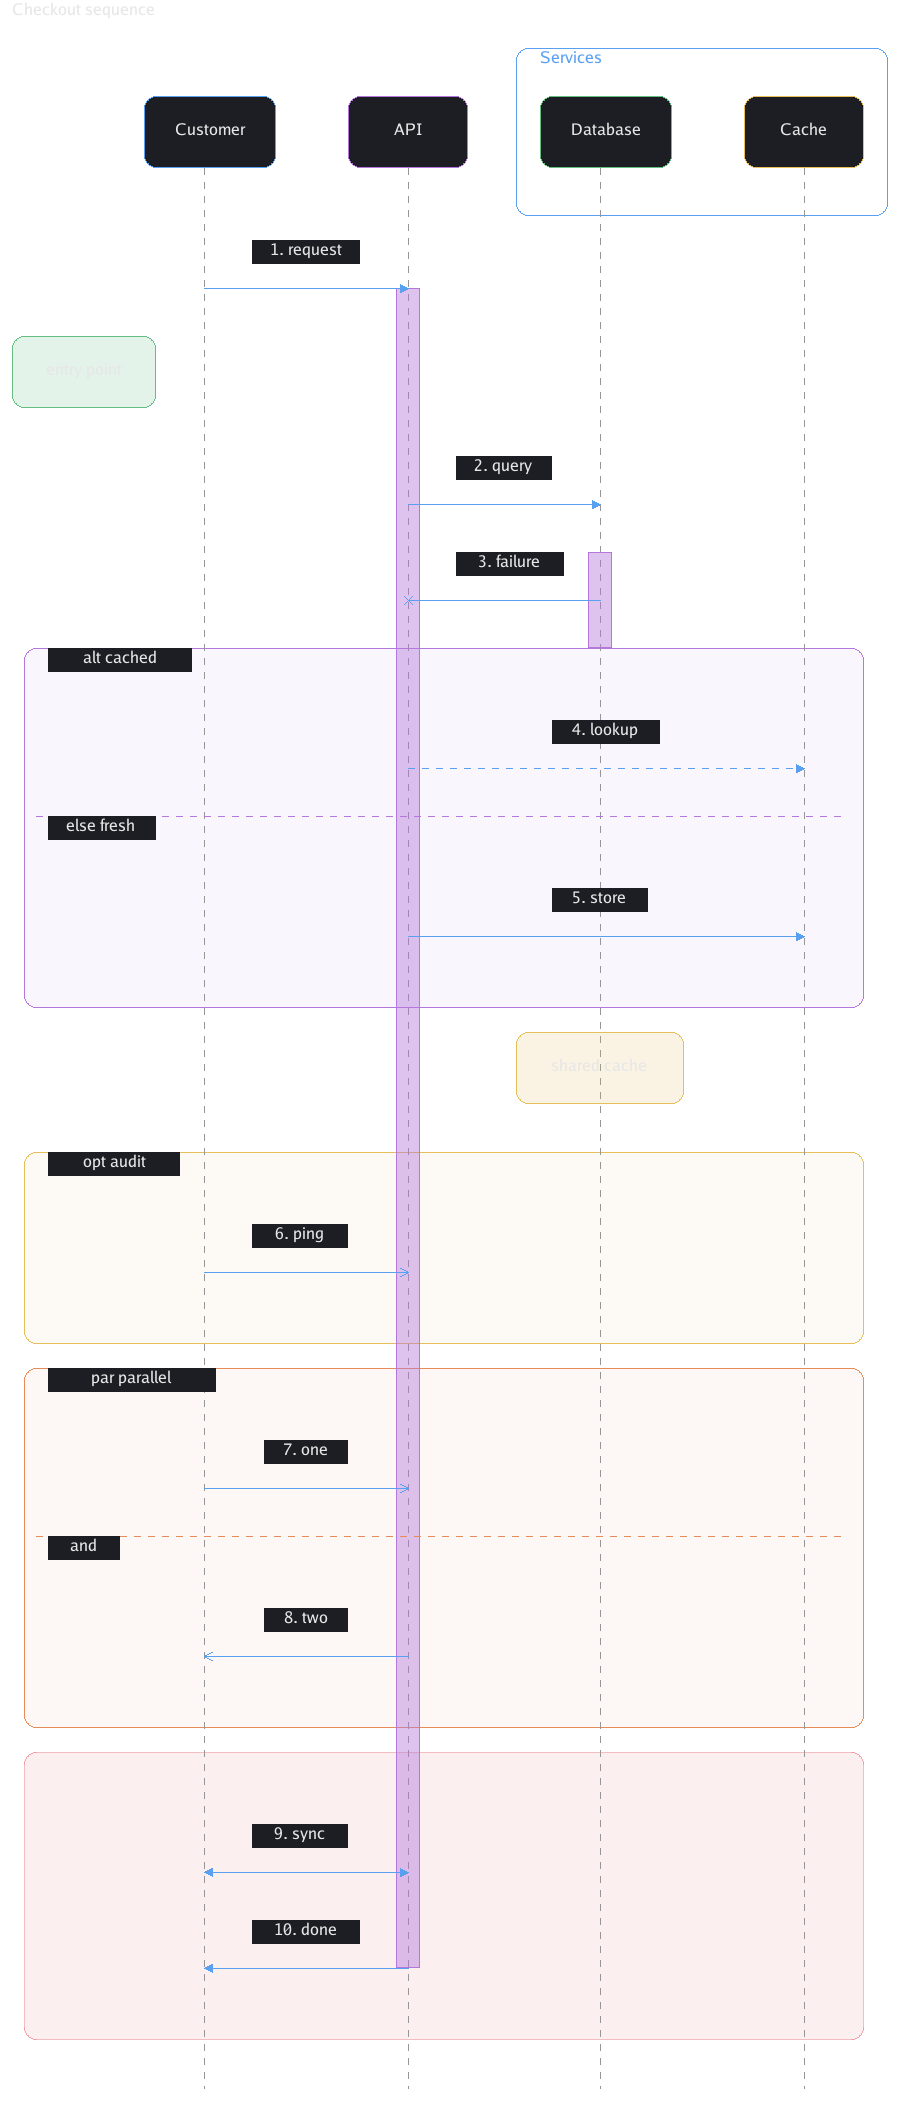 Checkout sequence
Services
Customer
API
Database
Cache
1. request
entry point
2. query
3. failure
alt cached
4. lookup
else fresh
5. store
shared cache
opt audit
6. ping
par parallel
7. one
and
8. two
9. sync
10. done